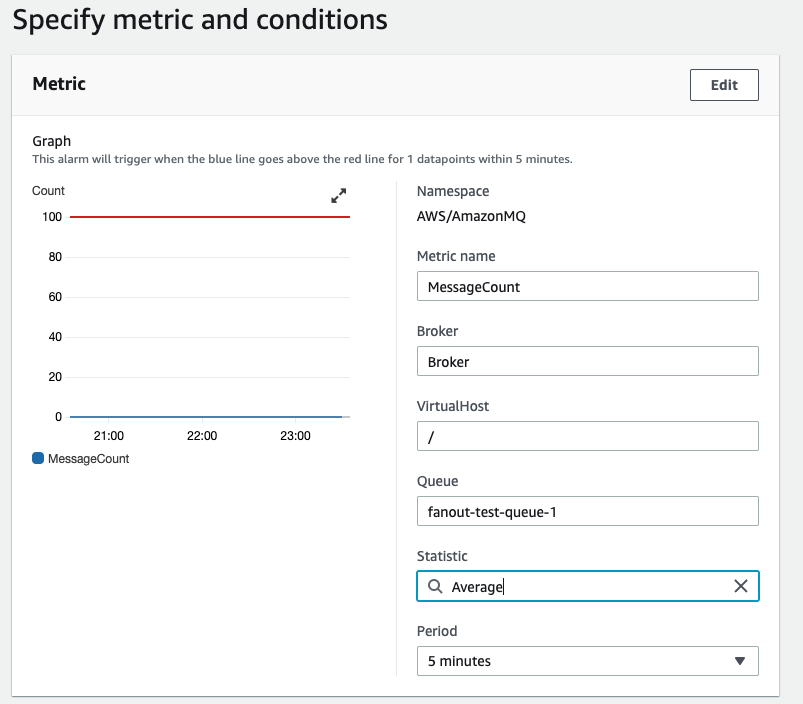 Specify metric and conditions
Metric
Edit
Graph
This alarm will trigger when the blue line goes above the red line for 1 datapoints within 5 minutes.
Count
100
80
60
40
20
0
21:00 22:00 23:00
MessageCount
Namespace
AWS/AmazonMQ
Metric name
MessageCount
Broker
Broker
VirtualHost
/
Queue
fanout-test-queue-1
Statistic
Average
Period
5 minutes